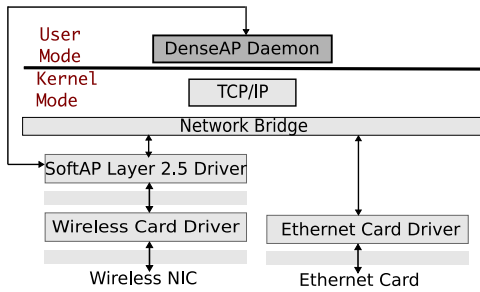 User
Mode
DenseAP Daemon
Kernel
Mode
TCP/IP
Network Bridge
SoftAP Layer 2.5 Driver
Wireless Card Driver
Ethernet Card Driver
Wireless NIC
Ethernet Card